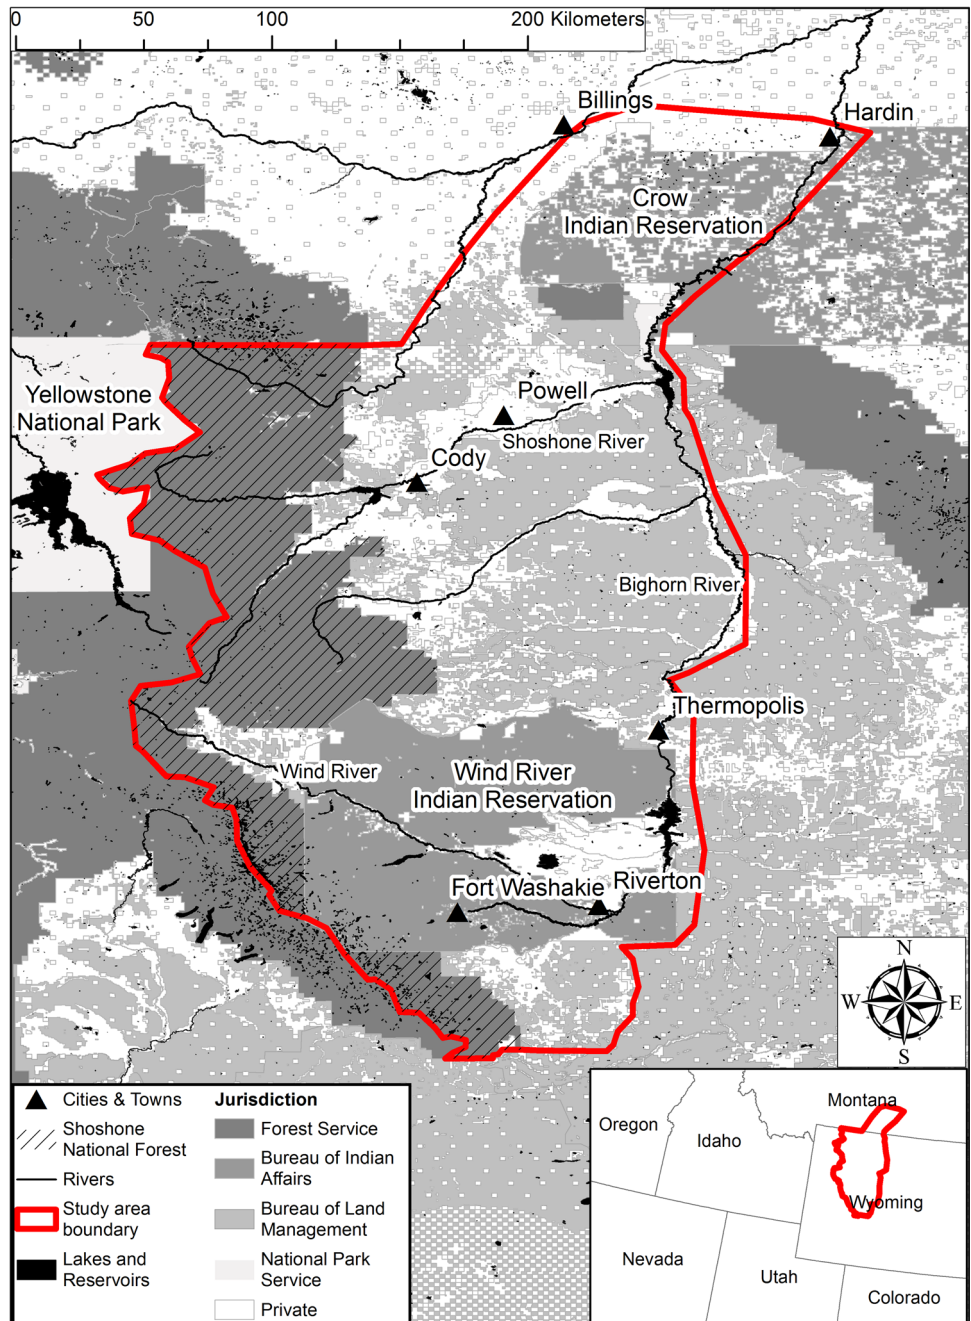 0 50 100 200 Kilometers
Billings
Hardin
Crow
Indian Reservation
Yellowstone
National Park
Powell
Shoshone River
Cody
Bighorn River
Thermopolis
Wind River
Wind River
Indian Reservation
Fort Washakie
Riverton
N
W E
S
Cities & Towns
Shoshone
National Forest
Rivers
Study area
boundary
Lakes and
Reservoirs
Jurisdiction
Forest Service
Bureau of Indian
Affairs
Bureau of Land
Management
National Park
Service
Private
Montana
Oregon
Idaho
Wyoming
Nevada
Utah
Colorado